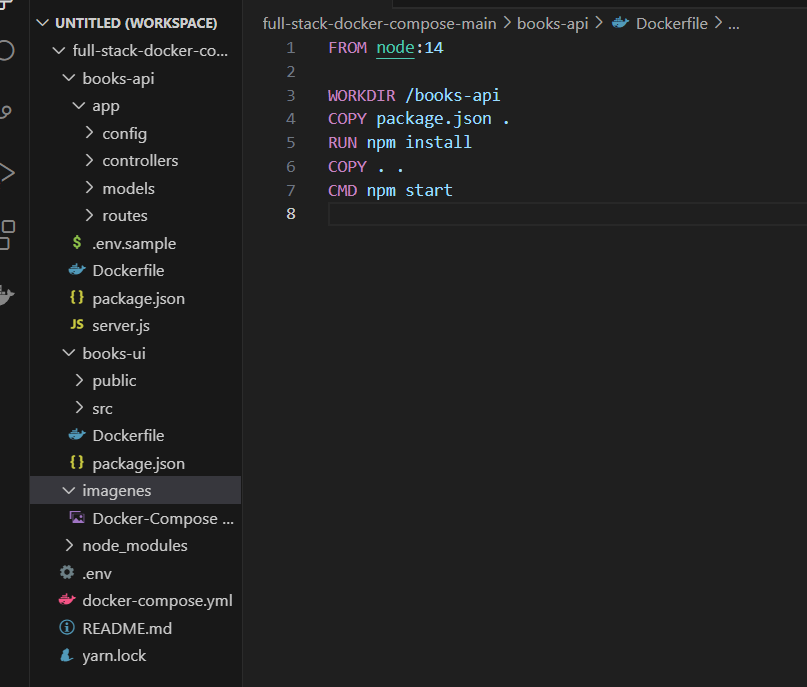 UNTITLED (WORKSPACE)
full-stack-docker-co...
books-api
app
config
controllers
models
routes
$ .env.sample
Dockerfile
{} package.json
JS server.js
books-ui
public
src
Dockerfile
{} package.json
imagenes
Docker-Compose ...
node_modules
.env
docker-compose.yml
README.md
yarn.lock
full-stack-docker-compose-main > books-api > Dockerfile > ...
1 FROM node:14
2
3 WORKDIR /books-api
4 COPY package.json .
5 RUN npm install
6 COPY . .
7 CMD npm start
8